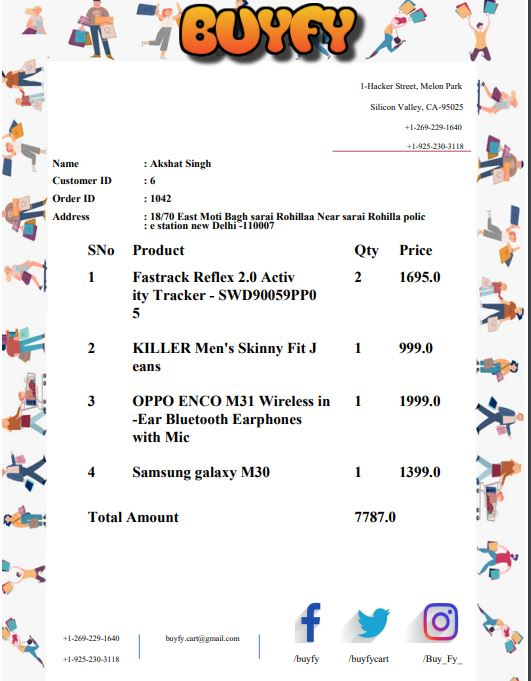 BUYFY
1-Hacker Street, Melon Park
Silicon Valley, CA-95025
+1-269-229-1640
+1-925-230-3118
Name : Akshat Singh
Customer ID : 6
Order ID : 1042
Address : 18/70 East Moti Bagh sarai Rohillaa Near sarai Rohilla polic
: e station new Delhi -110007
SNo Product Qty Price
1 Fastrack Reflex 2.0 Activ 2 1695.0
ity Tracker - SWD90059PP0
5
2 KILLER Men's Skinny Fit J 1 999.0
eans
3 OPPO ENCO M31 Wireless in 1 1999.0
-Ear Bluetooth Earphones
with Mic
4 Samsung galaxy M30 1 1399.0
Total Amount 7787.0
+1-269-229-1640 buyfy.cart@gmail.com
+1-925-230-3118 /buyfy /buyfycart /Buy_Fy_